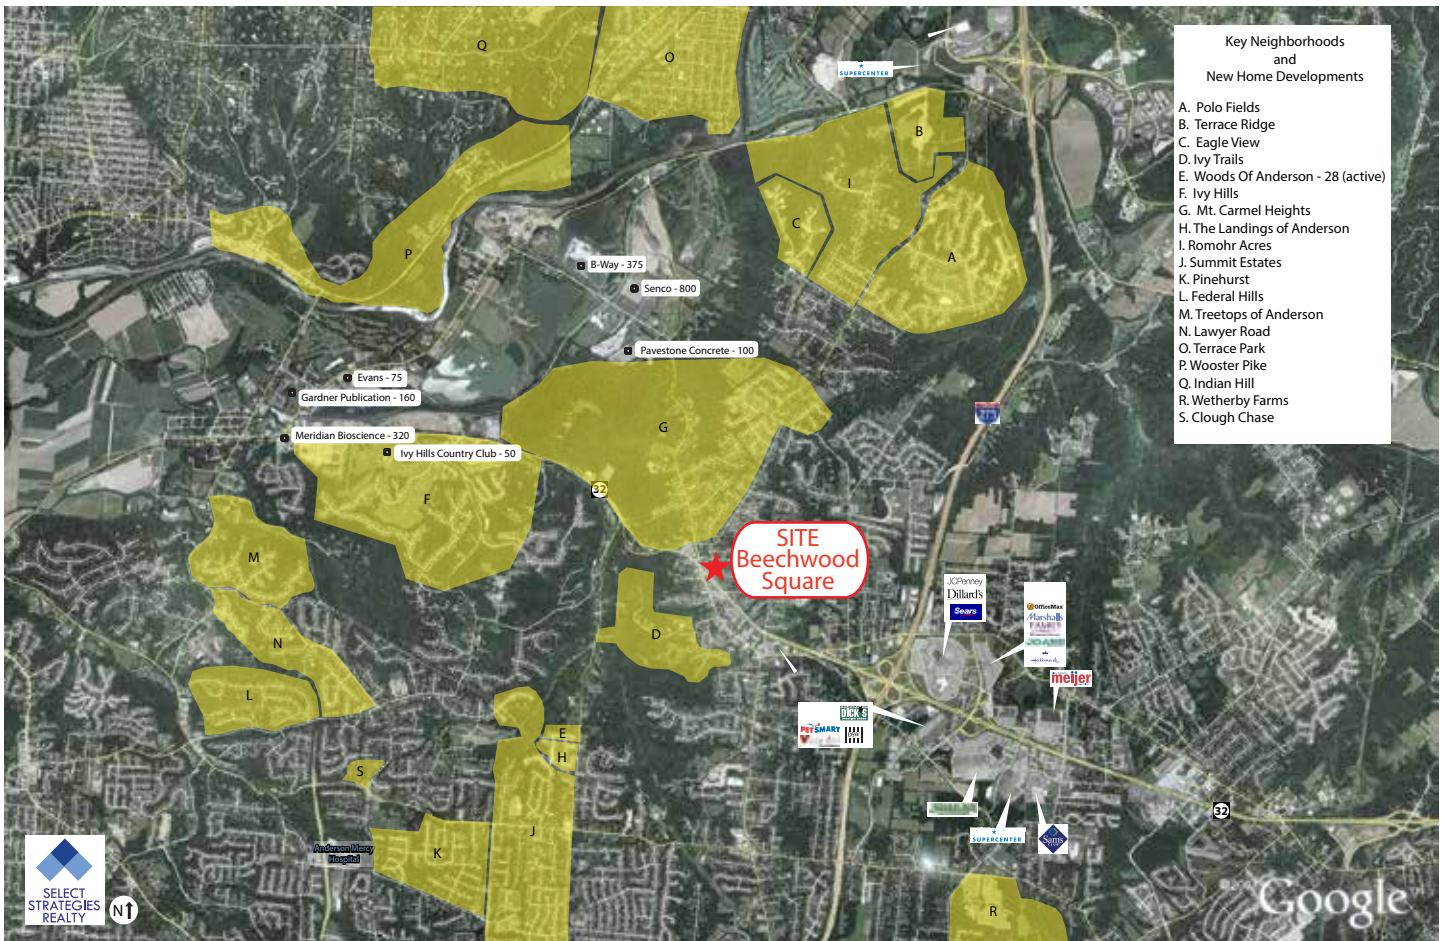 Key Neighborhoods
and
New Home Developments
A. Polo Fields
B. Terrace Ridge
C. Eagle View
D. Ivy Trails
E. Woods Of Anderson - 28 (active)
F. Ivy Hills
G. Mt. Carmel Heights
H. The Landings of Anderson
I. Romohr Acres
J. Summit Estates
K. Pinehurst
L. Federal Hills
M. Treetops of Anderson
N. Lawyer Road
O. Terrace Park
P. Wooster Pike
Q. Indian Hill
R. Wetherby Farms
S. Clough Chase
Q
O
SUPERCENTER
B
I
C
A
P
B-Way - 375
Senco - 800
Pavestone Concrete - 100
Evans - 75
Gardner Publication - 160
Meridian Bioscience - 320
Ivy Hills Country Club - 50
G
F
32
M
SITE
Beechwood
Square
D
N
L
JCPenney
Dillard's
Sears
OfficeMax
Marshalls
Hallmark
meijer
DICK'S
PETSMART
E
H
S
J
K
Anderson Mercy
Hospital
SUPERCENTER
Sam's
32
R
SELECT
STRATEGIES
REALTY
N
Google